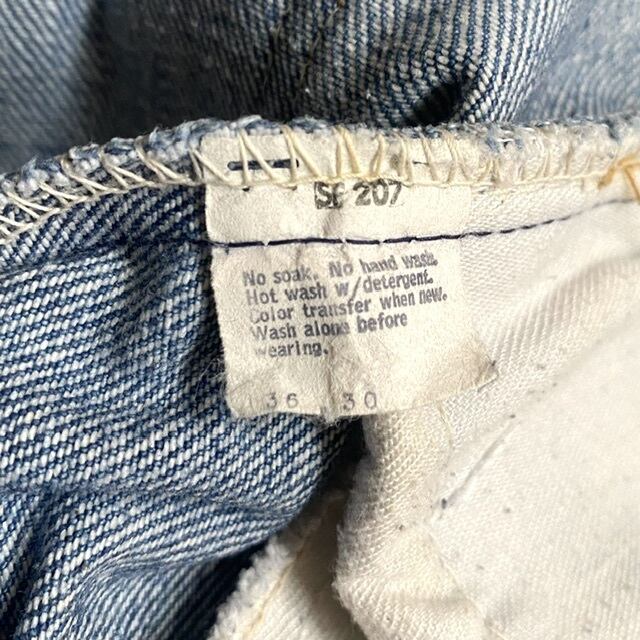 SF 207
No soak. No hand wash.
Hot wash w/detergent.
Color transfer when new.
Wash alone before
wearing.
36 30